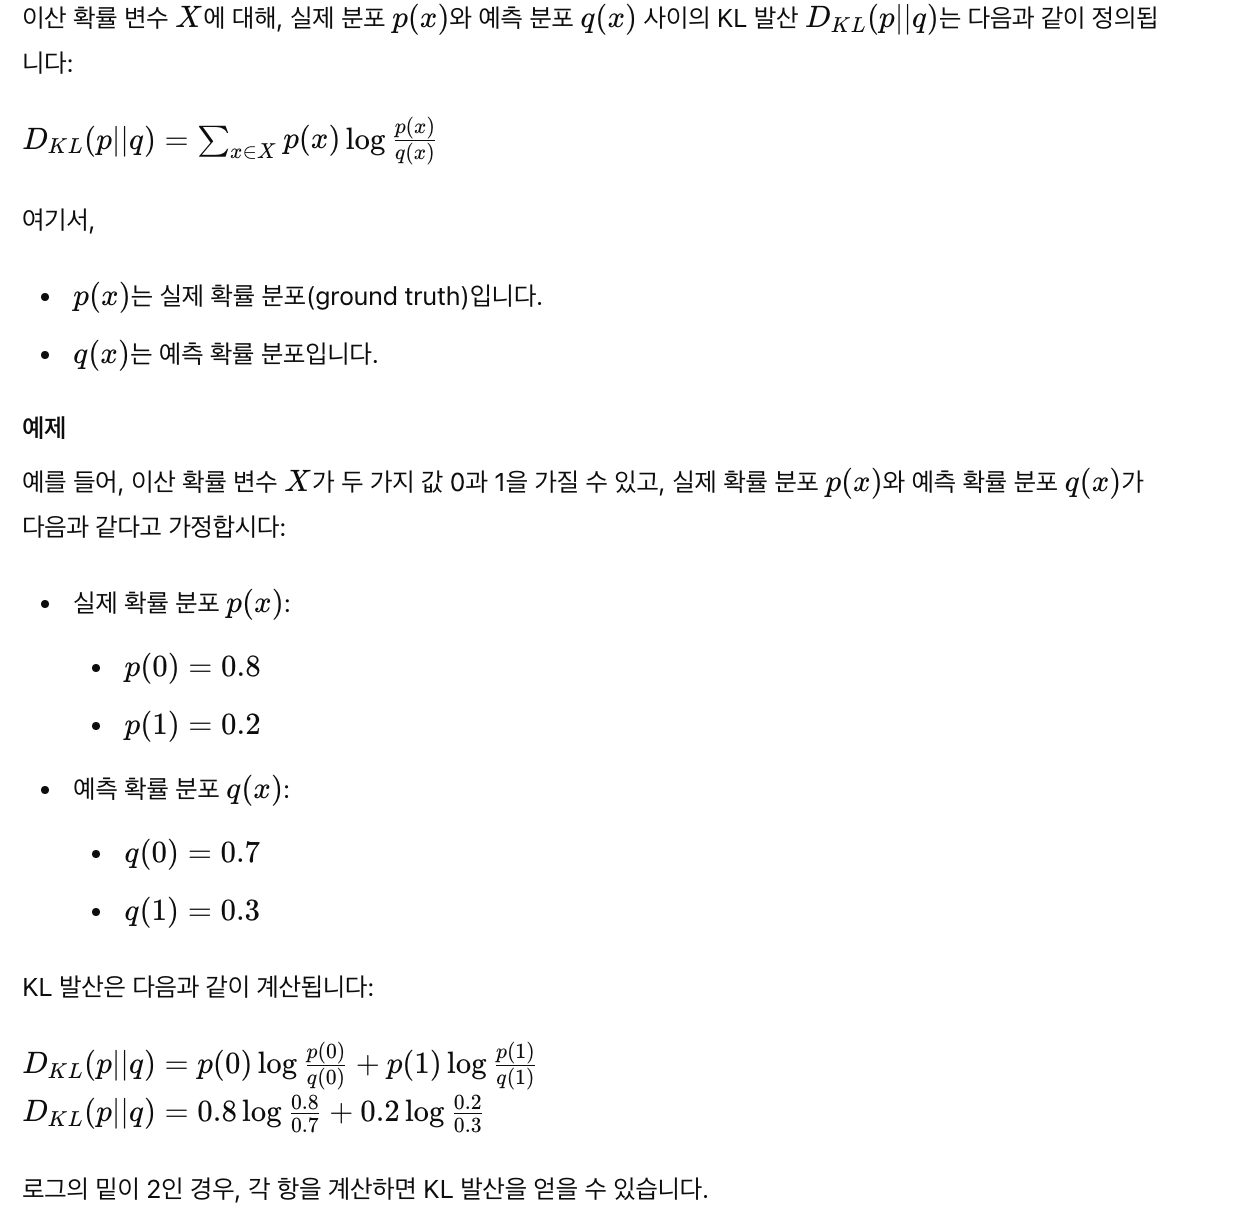 이산 확률 변수 X에 대해, 실제 분포 p(x)와 예측 분포 q(x) 사이의 KL 발산 D_{KL}(p||q)는 다음과 같이 정의됩
니다:
D_{KL}(p||q) = \sum_{x \in X} p(x) \log \frac{p(x)}{q(x)}
여기서,
• p(x)는 실제 확률 분포(ground truth)입니다.
• q(x)는 예측 확률 분포입니다.
예제
예를 들어, 이산 확률 변수 X가 두 가지 값 0과 1을 가질 수 있고, 실제 확률 분포 p(x)와 예측 확률 분포 q(x)가
다음과 같다고 가정합시다:
• 실제 확률 분포 p(x):
• p(0) = 0.8
• p(1) = 0.2
• 예측 확률 분포 q(x):
• q(0) = 0.7
• q(1) = 0.3
KL 발산은 다음과 같이 계산됩니다:
D_{KL}(p||q) = p(0) \log \frac{p(0)}{q(0)} + p(1) \log \frac{p(1)}{q(1)}
D_{KL}(p||q) = 0.8 \log \frac{0.8}{0.7} + 0.2 \log \frac{0.2}{0.3}
로그의 밑이 2인 경우, 각 항을 계산하면 KL 발산을 얻을 수 있습니다.